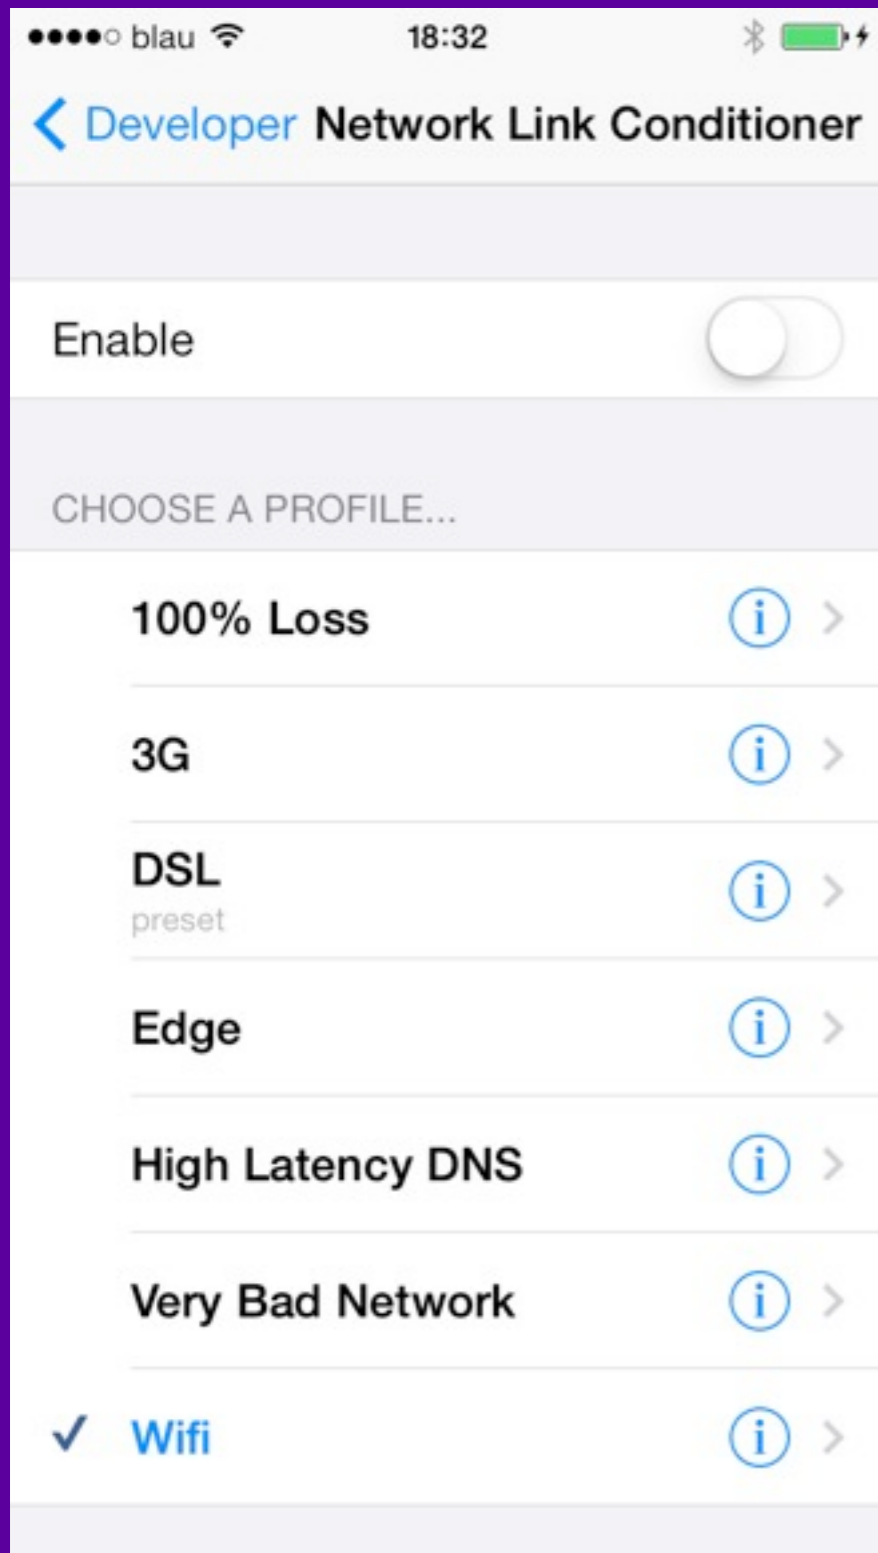 blau 18:32
Developer Network Link Conditioner
Enable
CHOOSE A PROFILE...
100% Loss
3G
DSL
preset
Edge
High Latency DNS
Very Bad Network
Wifi